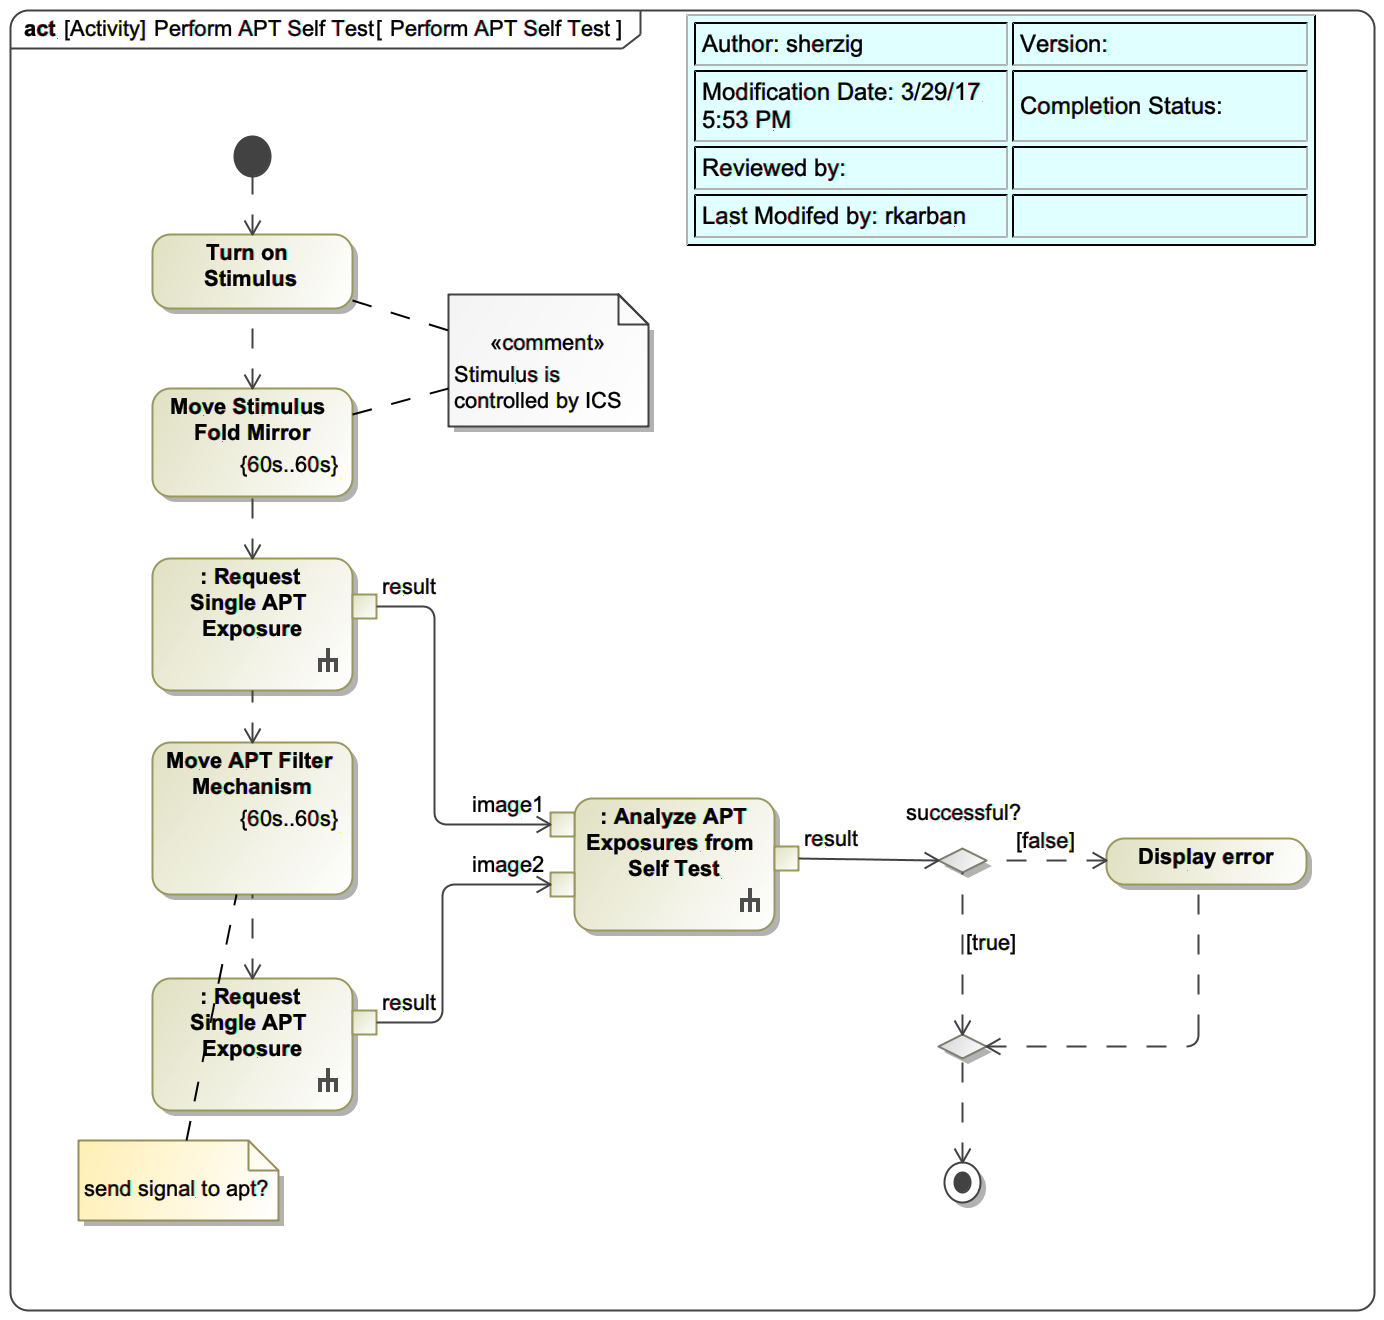 act [Activity] Perform APT Self Test[ Perform APT Self Test ]
Author: sherzig
Version:
Modification Date: 3/29/17
5:53 PM
Completion Status:
Reviewed by:
Last Modifed by: rkarban
Turn on
Stimulus
«comment»
Stimulus is
controlled by ICS
Move Stimulus
Fold Mirror
{60s..60s}
: Request
Single APT
Exposure
result
Move APT Filter
Mechanism
{60s..60s}
image1
image2
: Analyze APT
Exposures from
Self Test
result
successful?
[false]
Display error
[true]
: Request
Single APT
Exposure
result
send signal to apt?